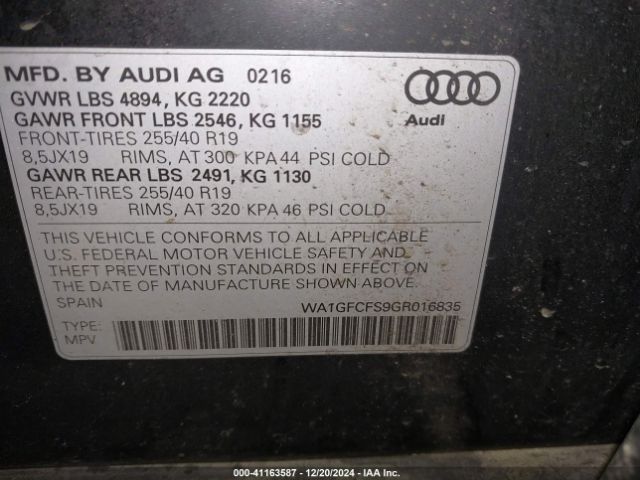 MFD. BY AUDI AG 0216
GVWR LBS 4894, KG 2220
GAWR FRONT LBS 2546, KG 1155
FRONT-TIRES 255/40 R19
8,5JX19 RIMS, AT 300 KPA 44 PSI COLD
GAWR REAR LBS 2491, KG 1130
REAR-TIRES 255/40 R19
8,5JX19 RIMS, AT 320 KPA 46 PSI COLD
Audi
THIS VEHICLE CONFORMS TO ALL APPLICABLE
U.S. FEDERAL MOTOR VEHICLE SAFETY AND
THEFT PREVENTION STANDARDS IN EFFECT ON
THE DATE OF MANUFACTURE SHOWN ABOVE.
SPAIN WA1GFCFS9GR016835
TYPE:
MPV
000-41163587 - 12/20/2024 - IAA Inc.